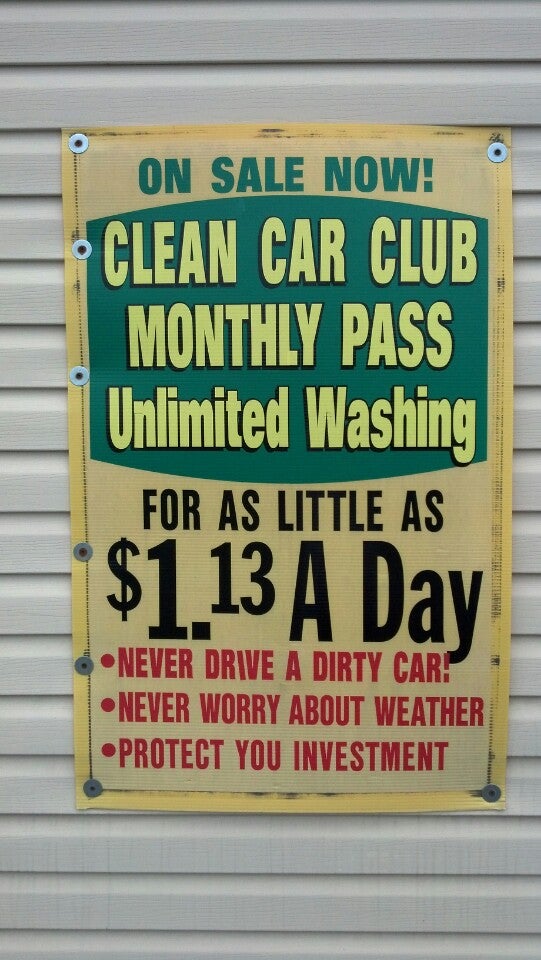 ON SALE NOW!
CLEAN CAR CLUB
MONTHLY PASS
Unlimited Washing
FOR AS LITTLE AS
$1.13 A Day
•NEVER DRIVE A DIRTY CAR!
•NEVER WORRY ABOUT WEATHER
•PROTECT YOU INVESTMENT